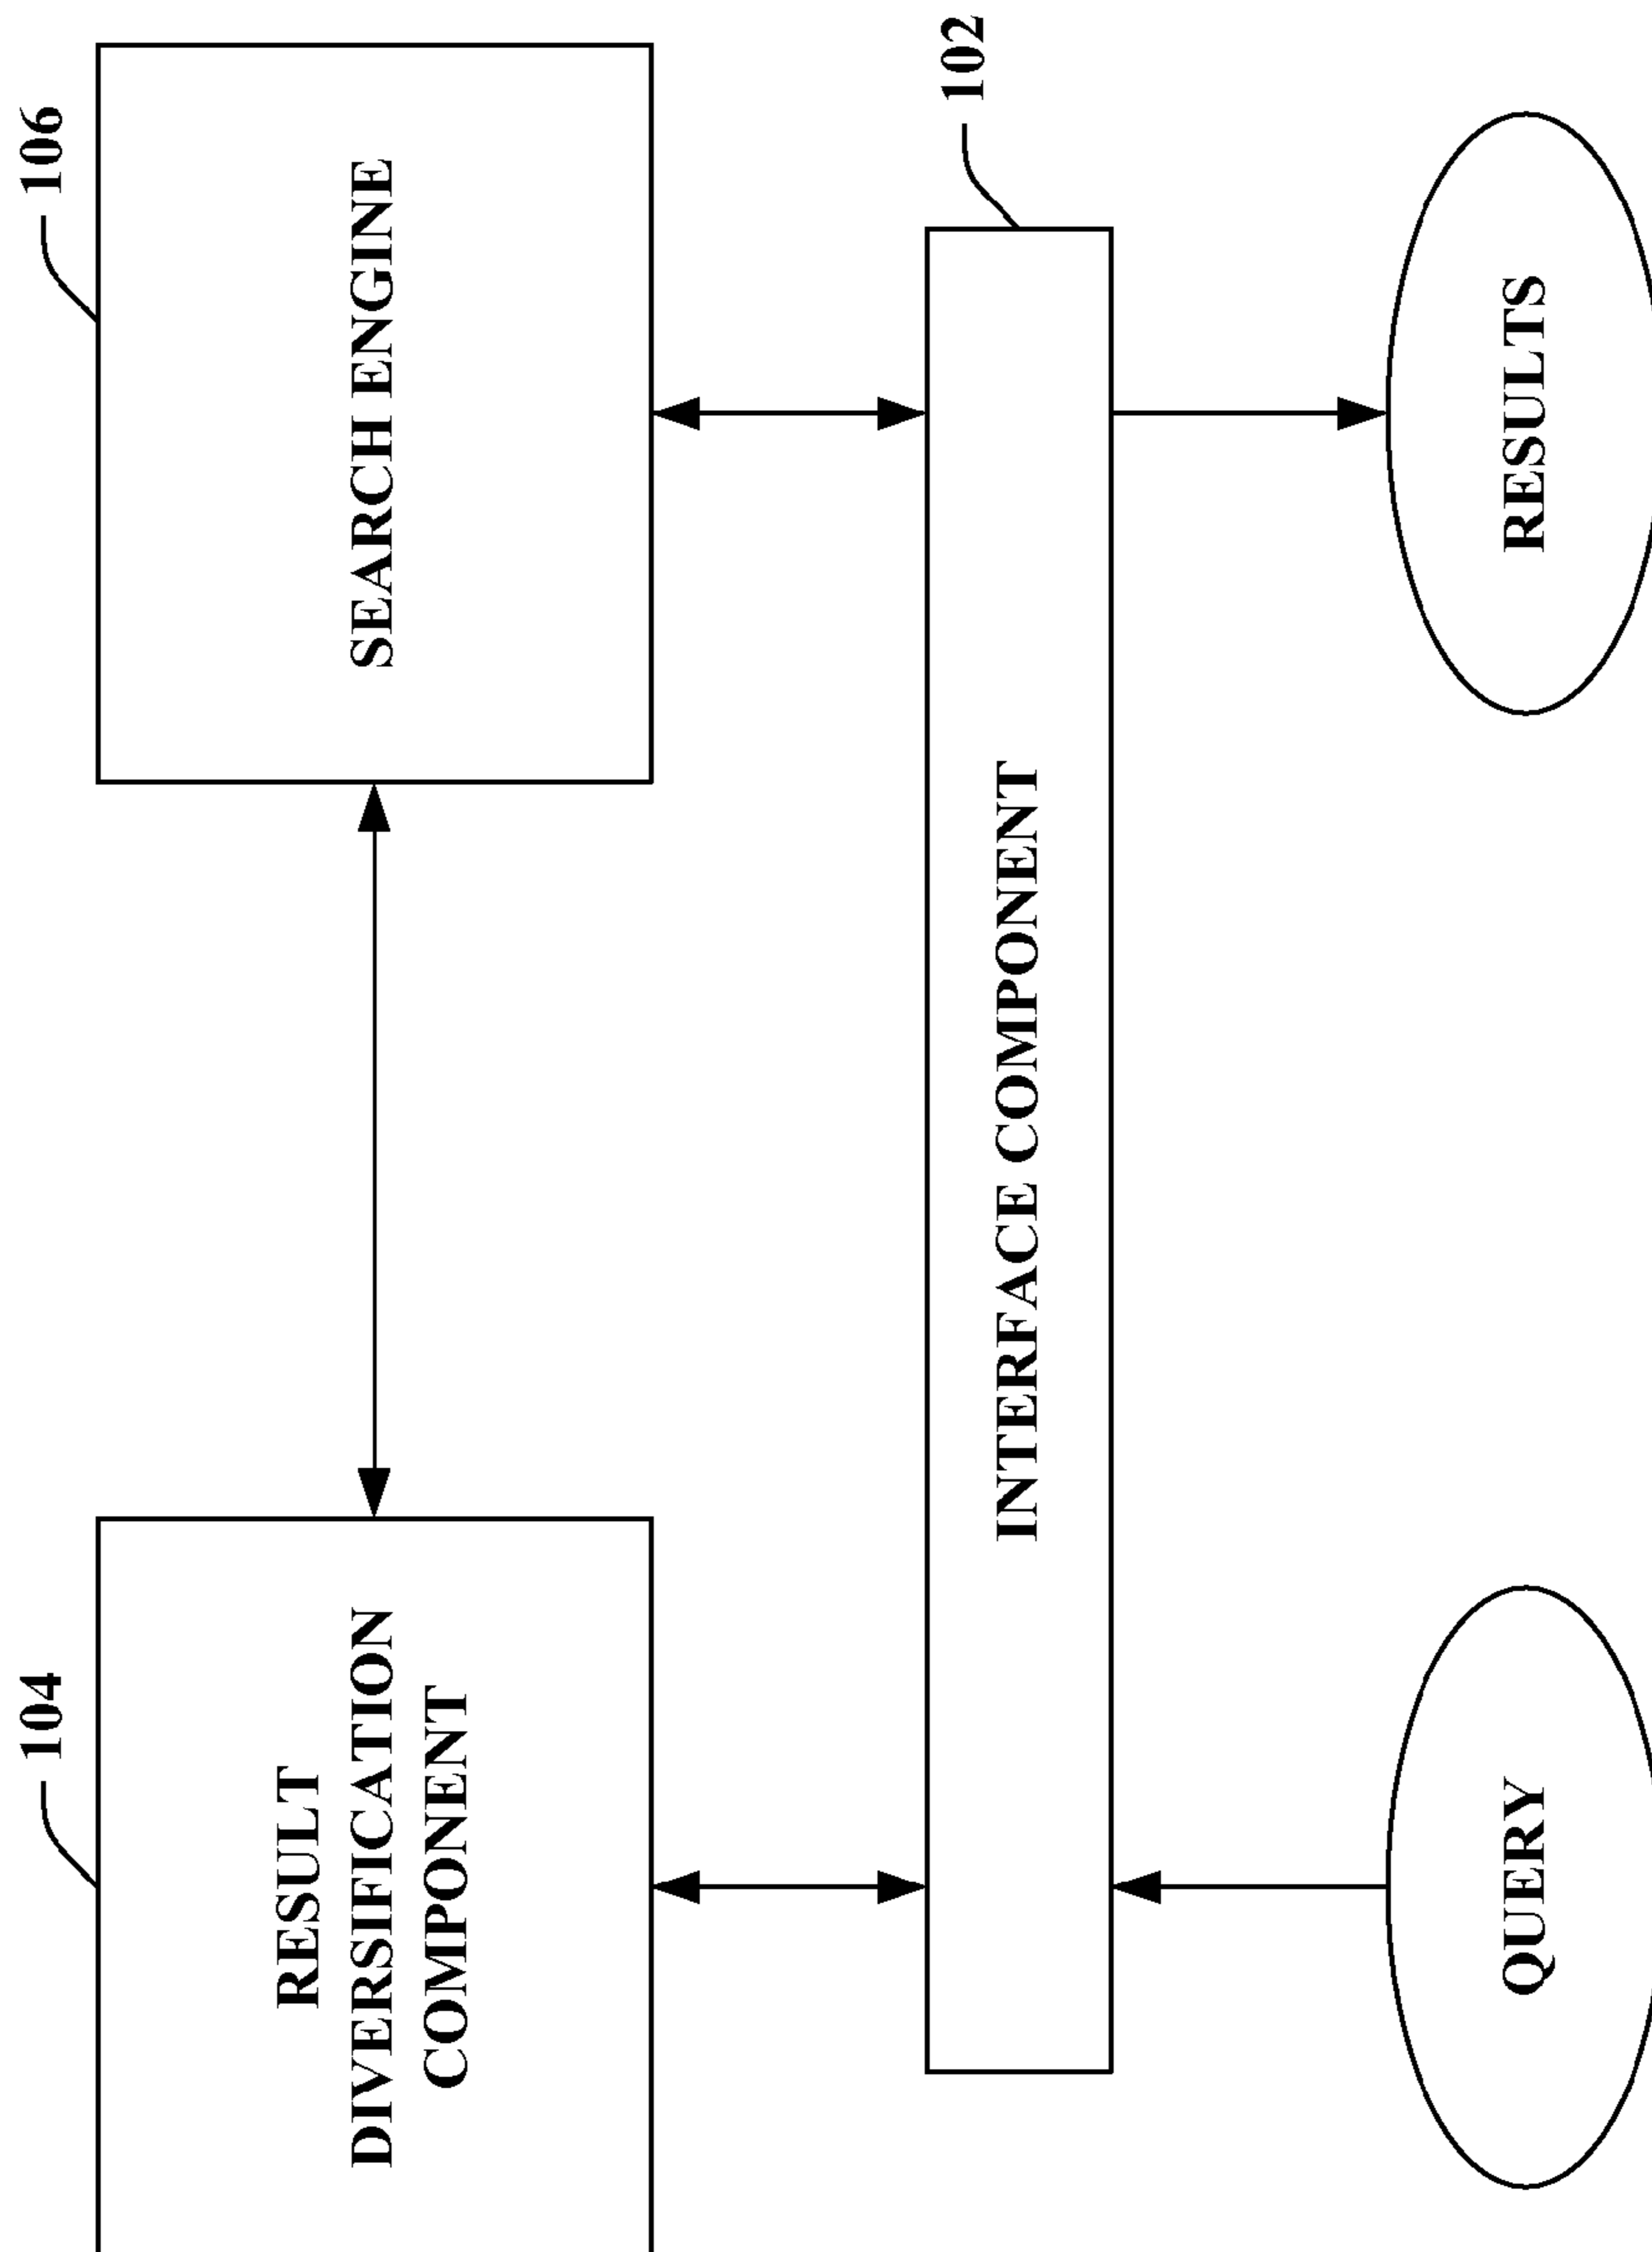 104
RESULT
DIVERSIFICATION
COMPONENT
106
SEARCH ENGINE
102
INTERFACE COMPONENT
QUERY
RESULTS